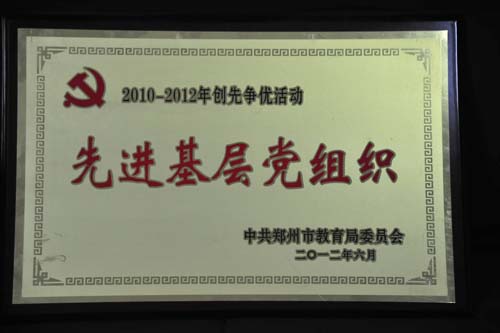 2010-2012年创先争优活动
先进基层党组织
中共郑州市教育局委员会
二〇一二年六月